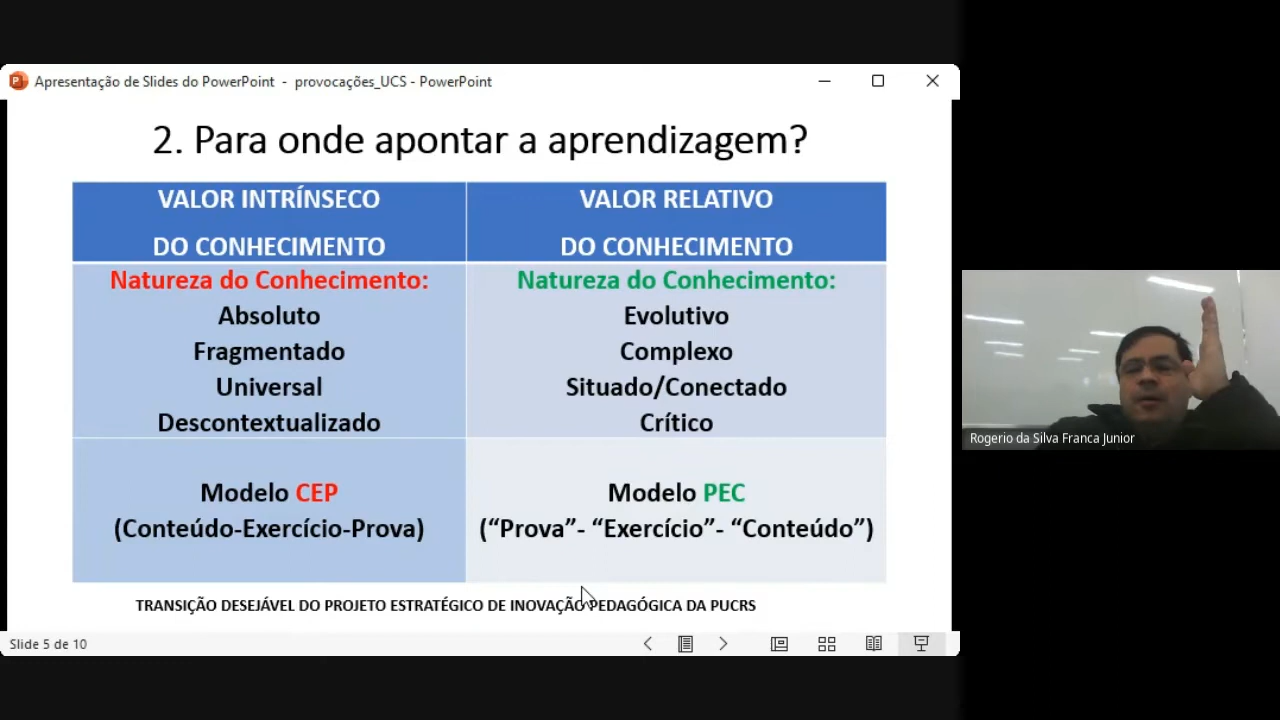 Apresentação de Slides do PowerPoint - provocações_UCS - PowerPoint
2. Para onde apontar a aprendizagem?
VALOR INTRÍNSECO
DO CONHECIMENTO
VALOR RELATIVO
DO CONHECIMENTO
Natureza do Conhecimento:
Absoluto
Fragmentado
Universal
Descontextualizado
Natureza do Conhecimento:
Evolutivo
Complexo
Situado/Conectado
Crítico
Modelo CEP
(Conteúdo-Exercício-Prova)
Modelo PEC
(“Prova”- “Exercício”- “Conteúdo”)
TRANSIÇÃO DESEJÁVEL DO PROJETO ESTRATÉGICO DE INOVAÇÃO PEDAGÓGICA DA PUCRS
Slide 5 de 10
Rogerio da Silva Franca Junior